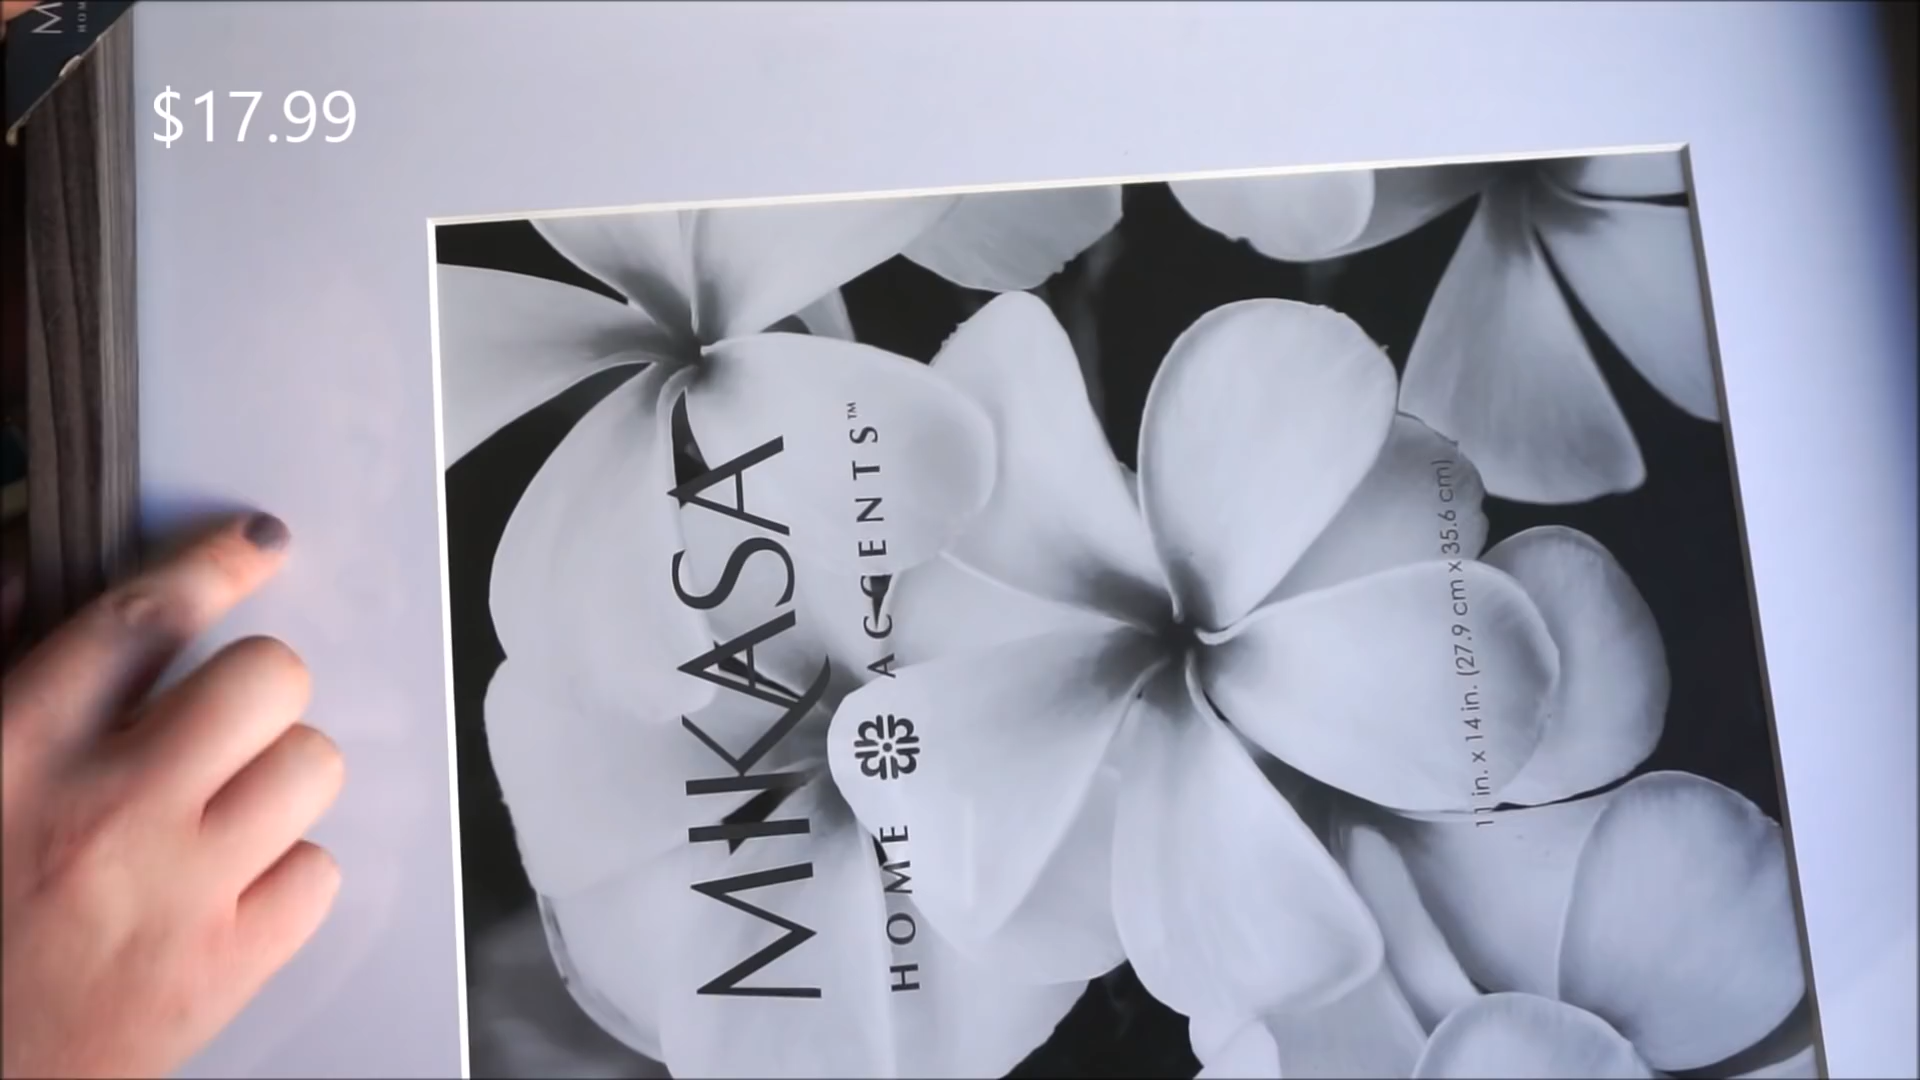 $17.99
MIKASA
HOME ACCENTS™
11 in. x 14 in. (27.9 cm x 35.6 cm)